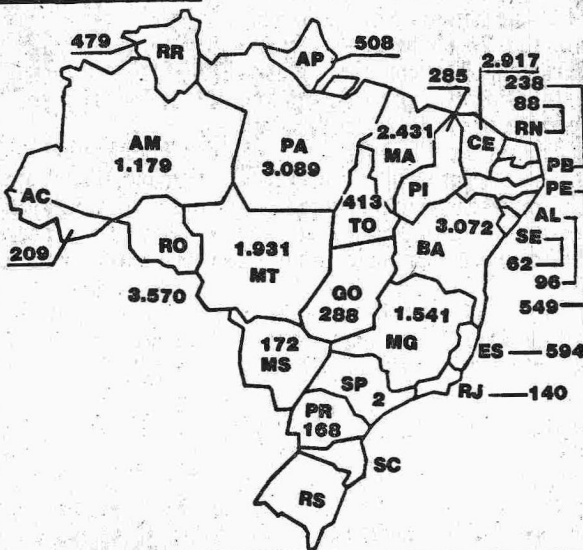 479
RR
AP
508
285
2.917
238
88
RN
PB
PE
AL
SE
62
96
549
AM
1.179
PA
3.089
2.431
MA
CE
PI
AC
209
RO
3.570
1.931
MT
413
TO
3.072
BA
GO
288
1.541
MG
ES — 594
172
MS
SP 2
RJ — 140
PR
168
SC
RS